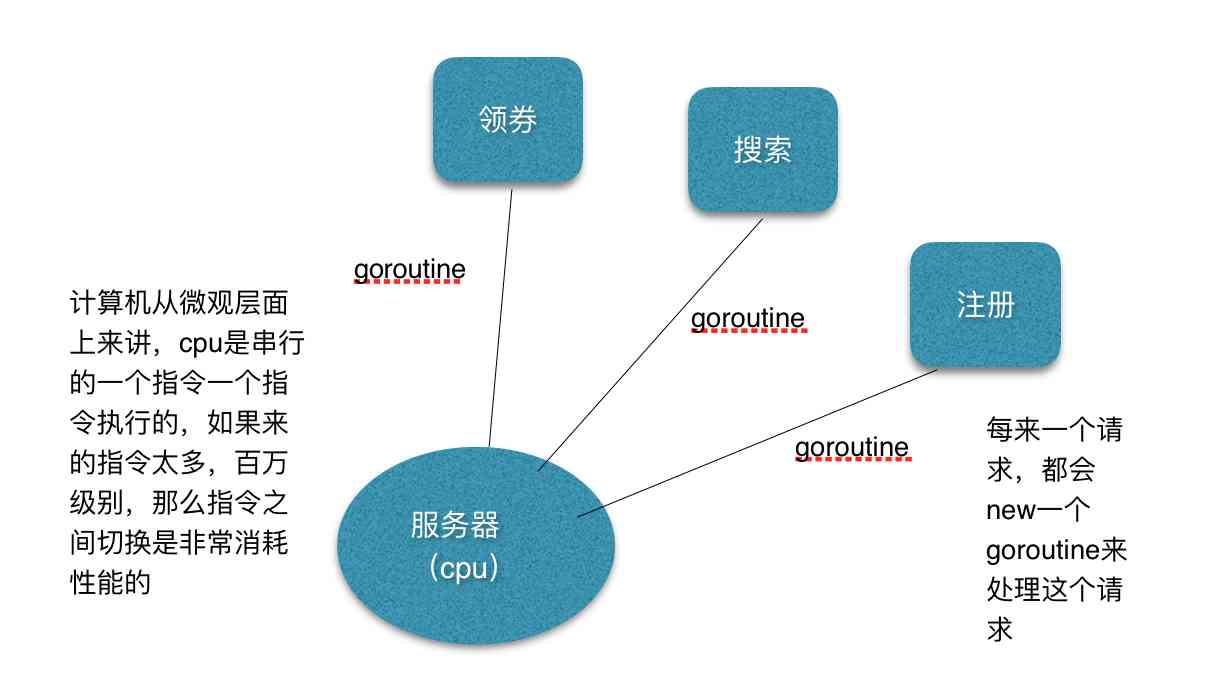 领券
搜索
goroutine
注册
goroutine
计算机从微观层面
上来讲，cpu是串行
的一个指令一个指
令执行的，如果来
的指令太多，百万
级别，那么指令之
间切换是非常消耗
性能的
goroutine
服务器
（cpu）
每来一个请
求，都会
new一个
goroutine来
处理这个请
求